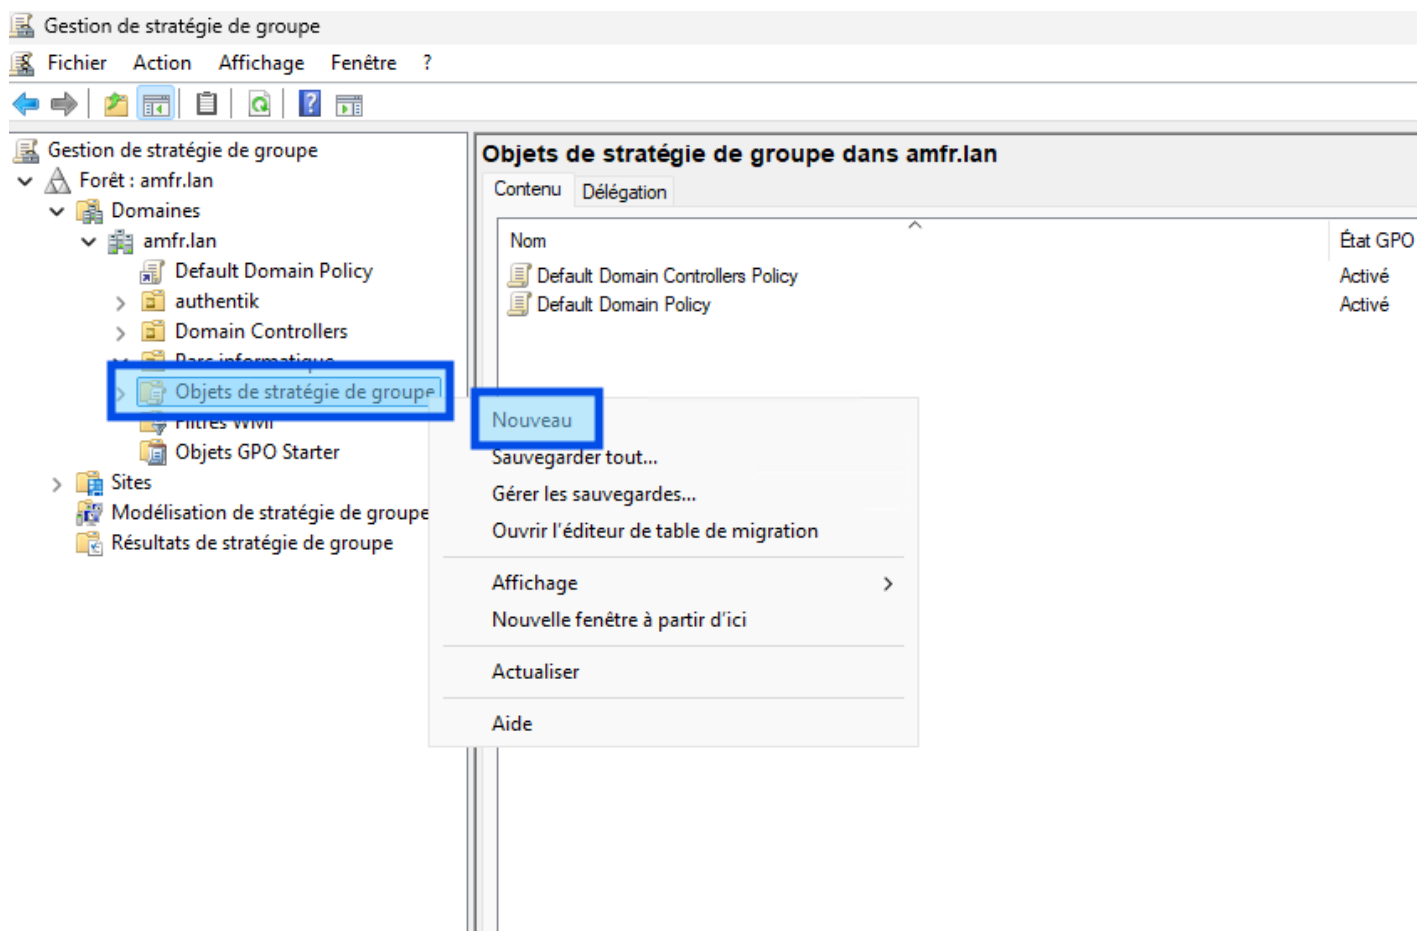 Gestion de stratégie de groupe
Fichier Action Affichage Fenêtre ?
Gestion de stratégie de groupe
Forêt : amfr.lan
Domaines
amfr.lan
Default Domain Policy
authentik
Domain Controllers
Parc informatique
Objets de stratégie de groupe
Filtres WMI
Objets GPO Starter
Sites
Modélisation de stratégie de groupe
Résultats de stratégie de groupe
Objets de stratégie de groupe dans amfr.lan
Contenu Délégation
Nom État GPO
Default Domain Controllers Policy Activé
Default Domain Policy Activé
Nouveau
Sauvegarder tout...
Gérer les sauvegardes...
Ouvrir l'éditeur de table de migration
Affichage
Nouvelle fenêtre à partir d'ici
Actualiser
Aide